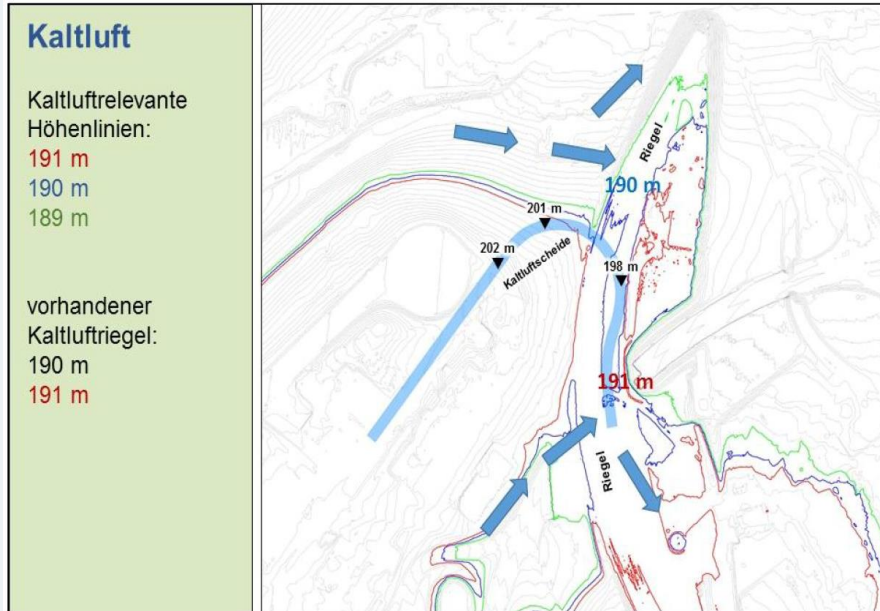 Kaltluft
Kaltluftrelevante
Höhenlinien:
191 m
190 m
189 m
vorhandener
Kaltluftriegel:
190 m
191 m
Riegel
190 m
201 m
202 m
Kaltluftscheide
198 m
191 m
Riegel